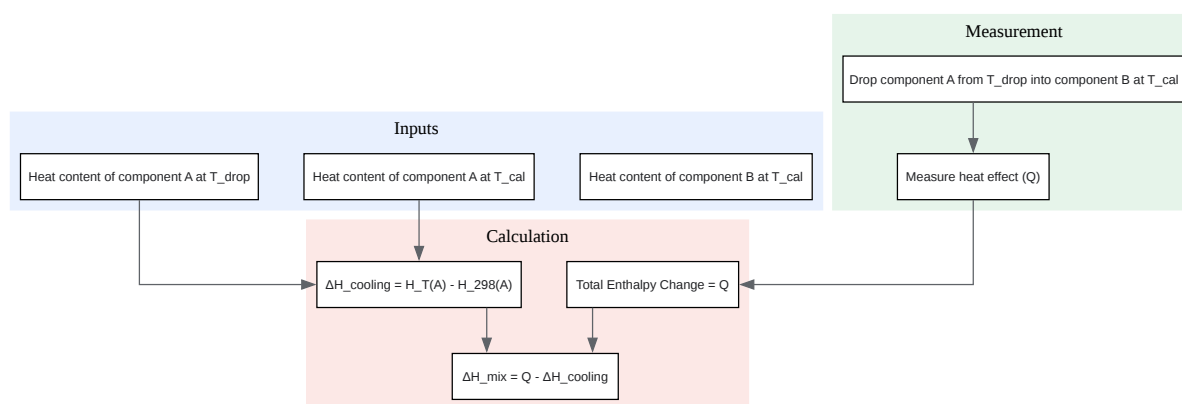 Measurement
Drop component A from T_drop into component B at T_cal
Inputs
Heat content of component A at T_drop
Heat content of component A at T_cal
Heat content of component B at T_cal
Measure heat effect (Q)
Calculation
ΔH_cooling = H_T(A) - H_298(A)
Total Enthalpy Change = Q
ΔH_mix = Q - ΔH_cooling